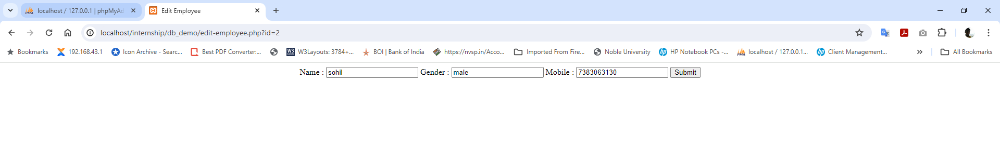 localhost / 127.0.0.1 | phpMyAd
Edit Employee
localhost/internship/db_demo/edit-employee.php?id=2
Bookmarks 192.168.43.1 Icon Archive - Searc... Best PDF Converter:... W3Layouts: 3784+... BOI | Bank of India https://nvsp.in/Acco... Imported From Fire... Noble University HP Notebook PCs -... localhost / 127.0.0.1... Client Management... » All Bookmarks
Name : sohil Gender : male Mobile : 7383063130 Submit